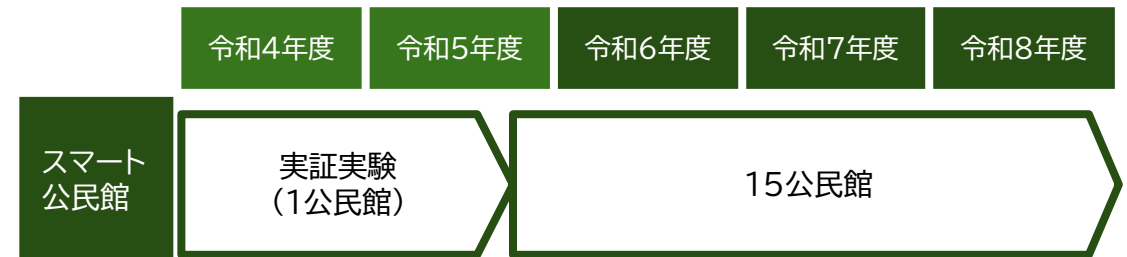 令和4年度 令和5年度 令和6年度 令和7年度 令和8年度
スマート
公民館
実証実験
(1公民館)
15公民館